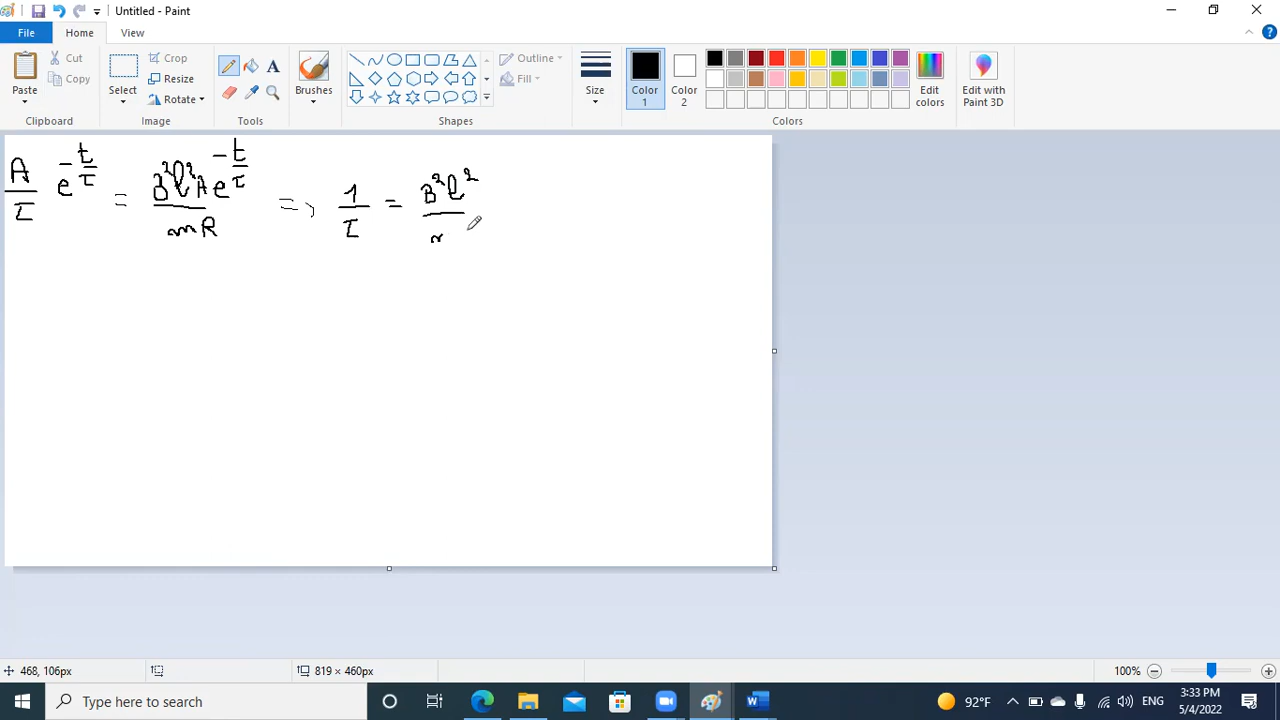 Untitled - Paint
File Home View
Paste Cut Copy Select Crop Resize Rotate Brushes Outline Fill Size Color 1 Color 2 Edit colors Edit with Paint 3D
Clipboard Image Tools Shapes Colors
A/τ e^(-t/τ) = B²l²Ae^(-t/τ)/mR => 1/τ = B²l²/m
468, 106px 819 × 460px 100%
Type here to search 92°F ENG 3:33 PM
5/4/2022